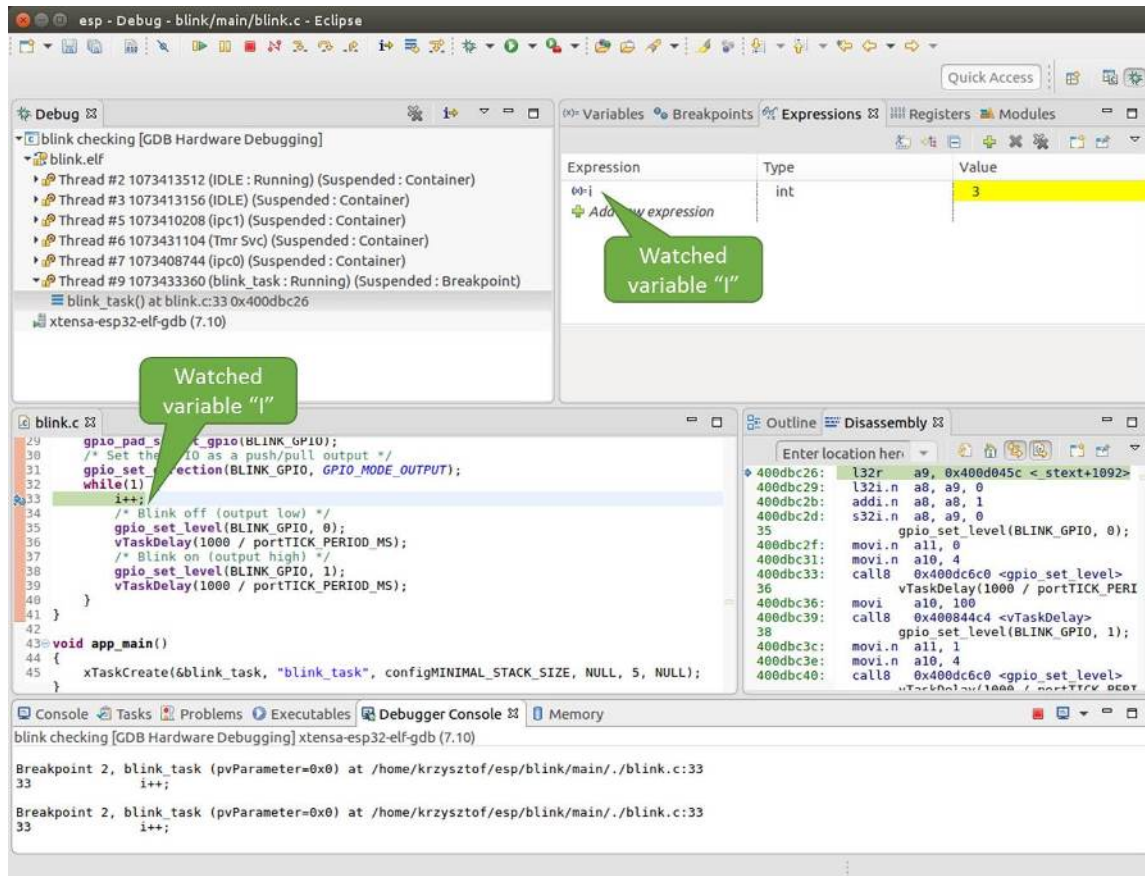 esp - Debug - blink/main/blink.c - Eclipse
Quick Access
Debug
blink checking [GDB Hardware Debugging]
blink.elf
Thread #2 1073413512 (IDLE : Running) (Suspended : Container)
Thread #3 1073413156 (IDLE) (Suspended : Container)
Thread #5 1073410208 (ipc1) (Suspended : Container)
Thread #6 1073431104 (Tmr Svc) (Suspended : Container)
Thread #7 1073408744 (ipc0) (Suspended : Container)
Thread #9 1073433360 (blink_task : Running) (Suspended : Breakpoint)
blink_task() at blink.c:33 0x400dbc26
xtensa-esp32-elf-gdb (7.10)
Watched
variable “I”
(x)= Variables Breakpoints Expressions Registers Modules
Expression Type Value
(x)= i int 3
Add new expression
Watched
variable “I”
blink.c
29 gpio_pad_s t_gpio(BLINK_GPIO);
30 /* Set the IO as a push/pull output */
31 gpio_set_ rection(BLINK_GPIO, GPIO_MODE_OUTPUT);
32 while(1)
33 i++;
34 /* Blink off (output low) */
35 gpio_set_level(BLINK_GPIO, 0);
36 vTaskDelay(1000 / portTICK_PERIOD_MS);
37 /* Blink on (output high) */
38 gpio_set_level(BLINK_GPIO, 1);
39 vTaskDelay(1000 / portTICK_PERIOD_MS);
40 }
41 }
42
43 void app_main()
44 {
45 xTaskCreate(&blink_task, "blink_task", configMINIMAL_STACK_SIZE, NULL, 5, NULL);
}
Outline Disassembly
Enter location her
400dbc26: l32r a9, 0x400d045c <_stext+1092>
400dbc29: l32i.n a8, a9, 0
400dbc2b: addi.n a8, a8, 1
400dbc2d: s32i.n a8, a9, 0
35 gpio_set_level(BLINK_GPIO, 0);
400dbc2f: movi.n a11, 0
400dbc31: movi.n a10, 4
400dbc33: call8 0x400dc6c0 <gpio_set_level>
36 vTaskDelay(1000 / portTICK_PERI
400dbc36: movi a10, 100
400dbc39: call8 0x400844c4 <vTaskDelay>
38 gpio_set_level(BLINK_GPIO, 1);
400dbc3c: movi.n a11, 1
400dbc3e: movi.n a10, 4
400dbc40: call8 0x400dc6c0 <gpio_set_level>
vTaskDelay(1000 / portTICK_PERI
Console Tasks Problems Executables Debugger Console Memory
blink checking [GDB Hardware Debugging] xtensa-esp32-elf-gdb (7.10)
Breakpoint 2, blink_task (pvParameter=0x0) at /home/krzysztof/esp/blink/main/./blink.c:33
33 i++;
Breakpoint 2, blink_task (pvParameter=0x0) at /home/krzysztof/esp/blink/main/./blink.c:33
33 i++;